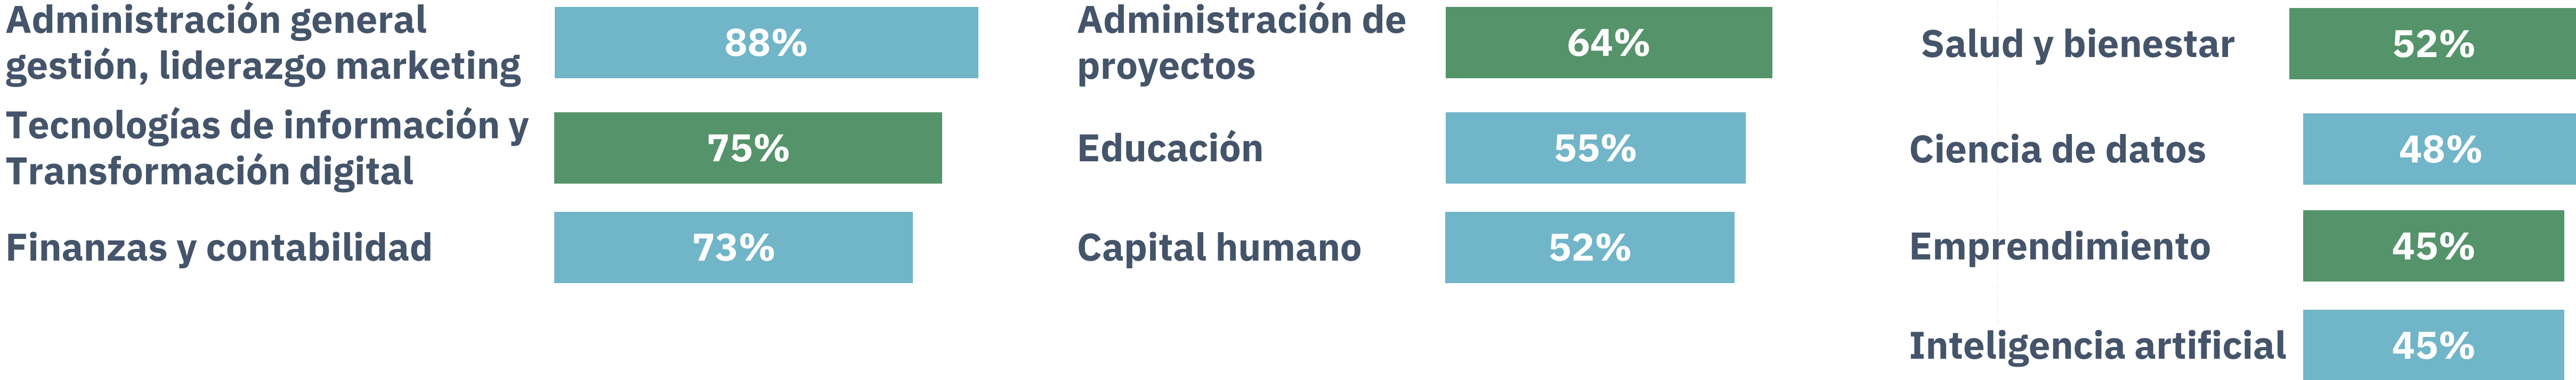 Administración general
gestión, liderazgo marketing
88%
Tecnologías de información y
Transformación digital
75%
Finanzas y contabilidad
73%
Administración de
proyectos
64%
Educación
55%
Capital humano
52%
Salud y bienestar
52%
Ciencia de datos
48%
Emprendimiento
45%
Inteligencia artificial
45%